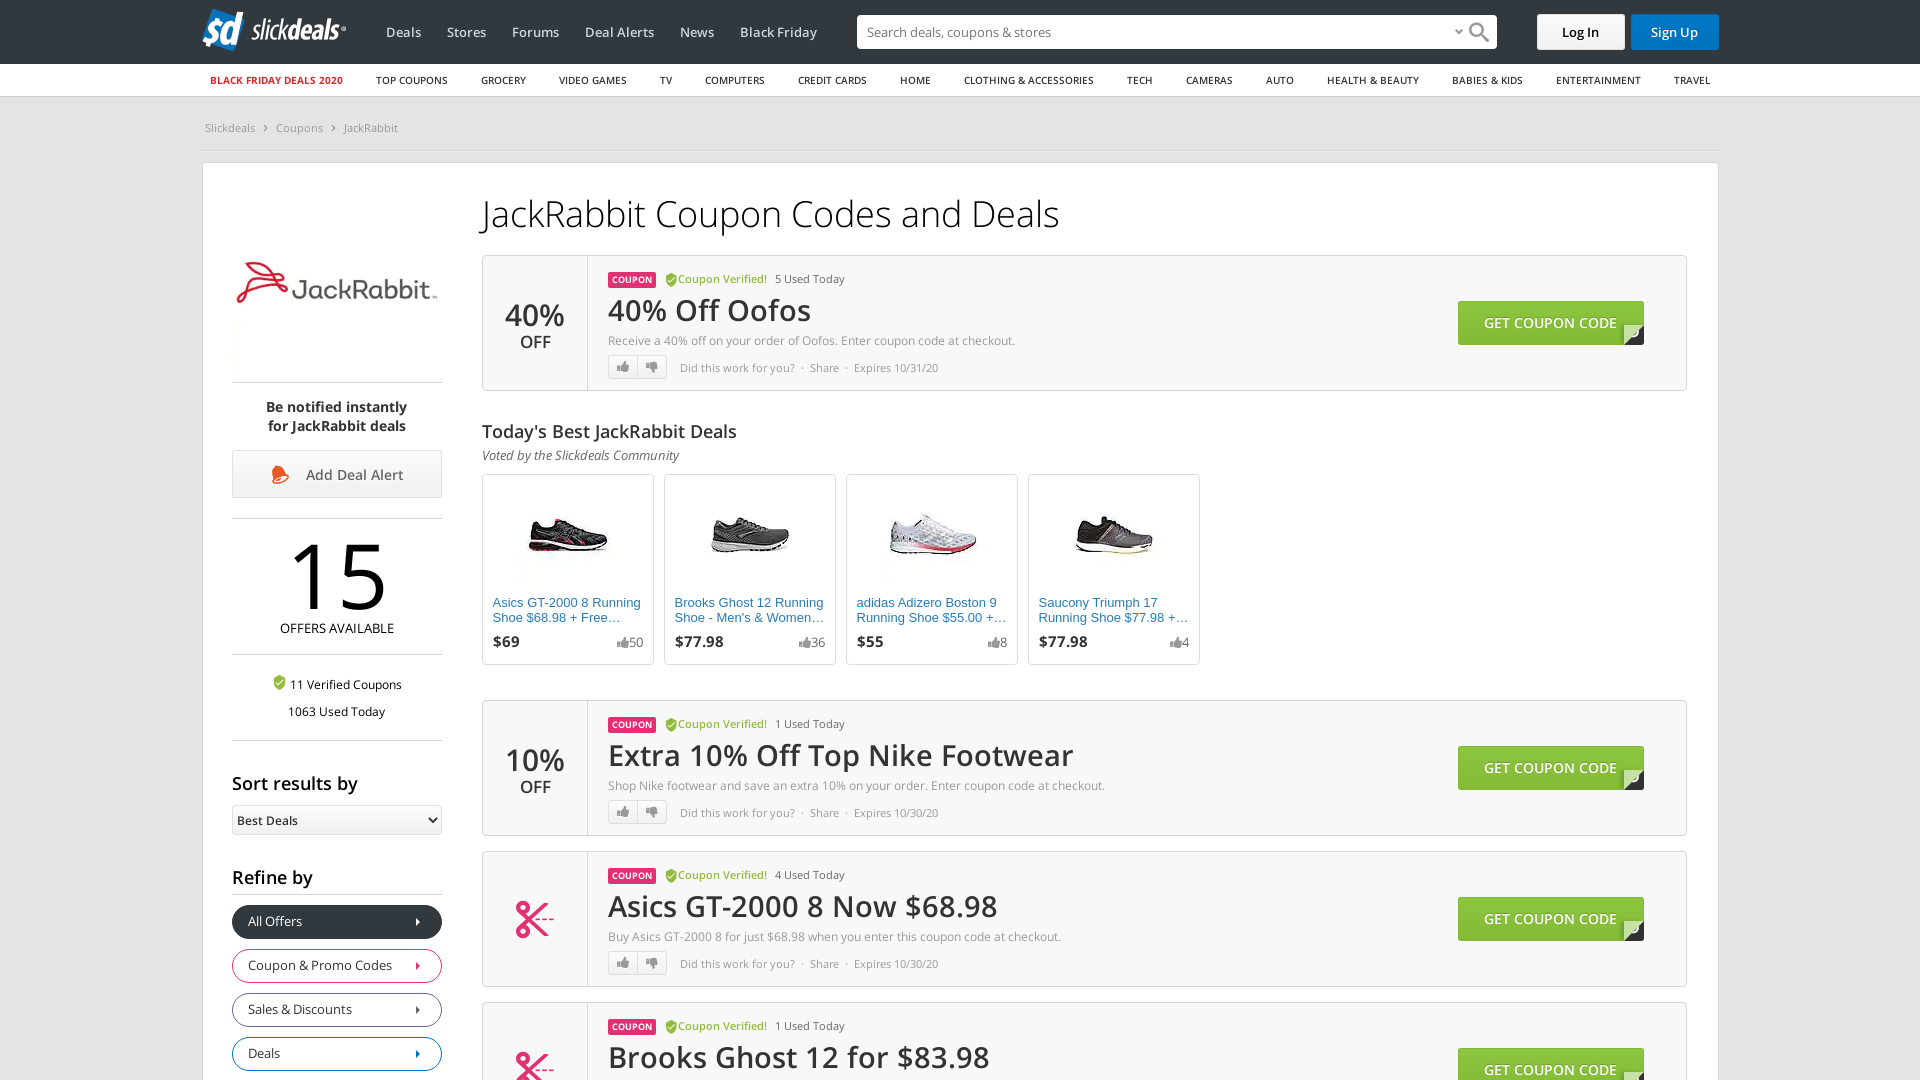 sd slickdeals
Deals
Stores
Forums
Deal Alerts
News
Black Friday
Search deals, coupons & stores
Log In
Sign Up
BLACK FRIDAY DEALS 2020
TOP COUPONS
GROCERY
VIDEO GAMES
TV
COMPUTERS
CREDIT CARDS
HOME
CLOTHING & ACCESSORIES
TECH
CAMERAS
AUTO
HEALTH & BEAUTY
BABIES & KIDS
ENTERTAINMENT
TRAVEL
Slickdeals › Coupons › JackRabbit
JackRabbit™
Be notified instantly
for JackRabbit deals
Add Deal Alert
15
OFFERS AVAILABLE
11 Verified Coupons
1063 Used Today
Sort results by
Best Deals
Refine by
All Offers
Coupon & Promo Codes
Sales & Discounts
Deals
JackRabbit Coupon Codes and Deals
40%
OFF
COUPON Coupon Verified! 5 Used Today
40% Off Oofos
Receive a 40% off on your order of Oofos. Enter coupon code at checkout.
Did this work for you? · Share · Expires 10/31/20
GET COUPON CODE
Today's Best JackRabbit Deals
Voted by the Slickdeals Community
Asics GT-2000 8 Running
Shoe $68.98 + Free…
$69 50
Brooks Ghost 12 Running
Shoe - Men's & Women…
$77.98 36
adidas Adizero Boston 9
Running Shoe $55.00 +…
$55 8
Saucony Triumph 17
Running Shoe $77.98 +…
$77.98 4
10%
OFF
COUPON Coupon Verified! 1 Used Today
Extra 10% Off Top Nike Footwear
Shop Nike footwear and save an extra 10% on your order. Enter coupon code at checkout.
Did this work for you? · Share · Expires 10/30/20
GET COUPON CODE
COUPON Coupon Verified! 4 Used Today
Asics GT-2000 8 Now $68.98
Buy Asics GT-2000 8 for just $68.98 when you enter this coupon code at checkout.
Did this work for you? · Share · Expires 10/30/20
GET COUPON CODE
COUPON Coupon Verified! 1 Used Today
Brooks Ghost 12 for $83.98
GET COUPON CODE